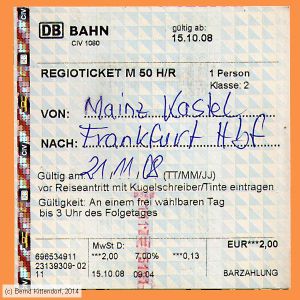 DB BAHN
CIV 1080
gültig ab:
15.10.08
REGIOTICKET M 50 H/R
1 Person
Klasse: 2
VON: Mainz Kastel
NACH: Frankfurt Hbf
Gültig am 21/11/08 (TT/MM/JJ)
vor Reiseantritt mit Kugelschreiber/Tinte eintragen
Gültigkeit: An einem frei wählbaren Tag
bis 3 Uhr des Folgetages
MwSt D: EUR***2,00
696534911 ***2,00 7,00% ***0,13
23139309-02
11 15.10.08 09:04 BARZAHLUNG
© Bernd Kittendorf, 2014